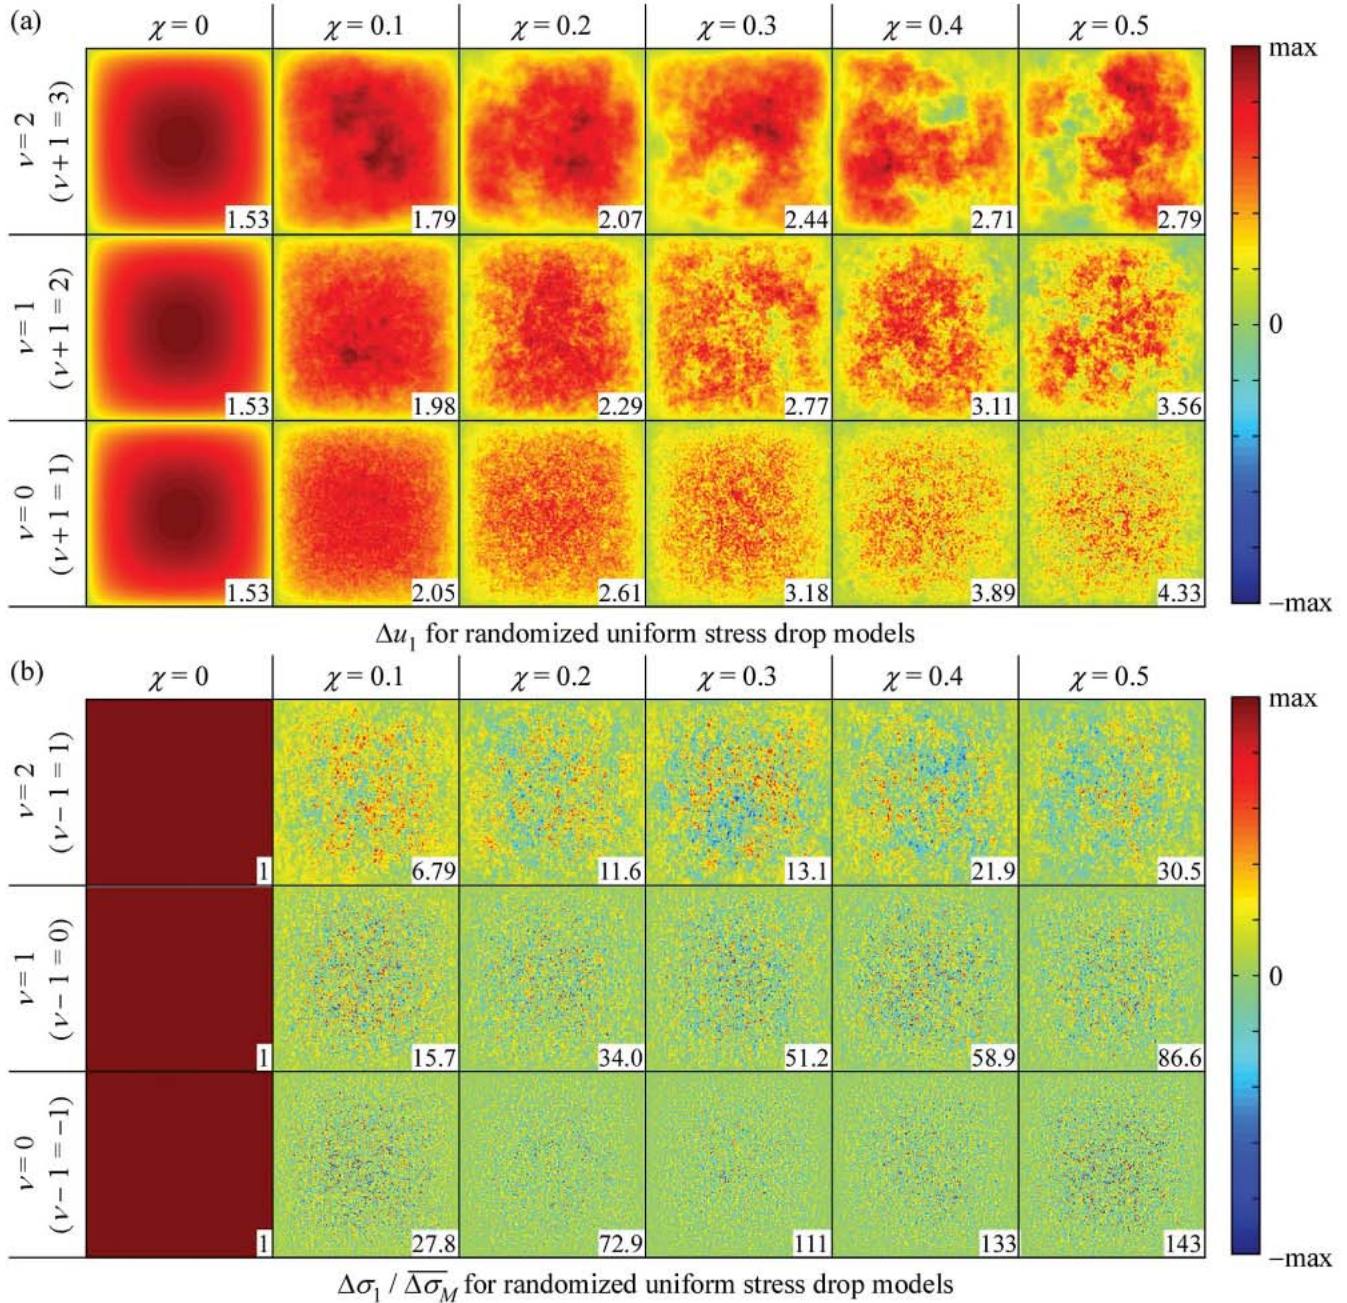 (a)
χ = 0 χ = 0.1 χ = 0.2 χ = 0.3 χ = 0.4 χ = 0.5
max
0
−max
ν = 2
(ν + 1 = 3)
1.53 1.79 2.07 2.44 2.71 2.79
ν = 1
(ν + 1 = 2)
1.53 1.98 2.29 2.77 3.11 3.56
ν = 0
(ν + 1 = 1)
1.53 2.05 2.61 3.18 3.89 4.33
Δu₁ for randomized uniform stress drop models
(b)
χ = 0 χ = 0.1 χ = 0.2 χ = 0.3 χ = 0.4 χ = 0.5
max
0
−max
ν = 2
(ν − 1 = 1)
1 6.79 11.6 13.1 21.9 30.5
ν = 1
(ν − 1 = 0)
1 15.7 34.0 51.2 58.9 86.6
ν = 0
(ν − 1 = −1)
1 27.8 72.9 111 133 143
Δσ₁ / Δσ_M for randomized uniform stress drop models